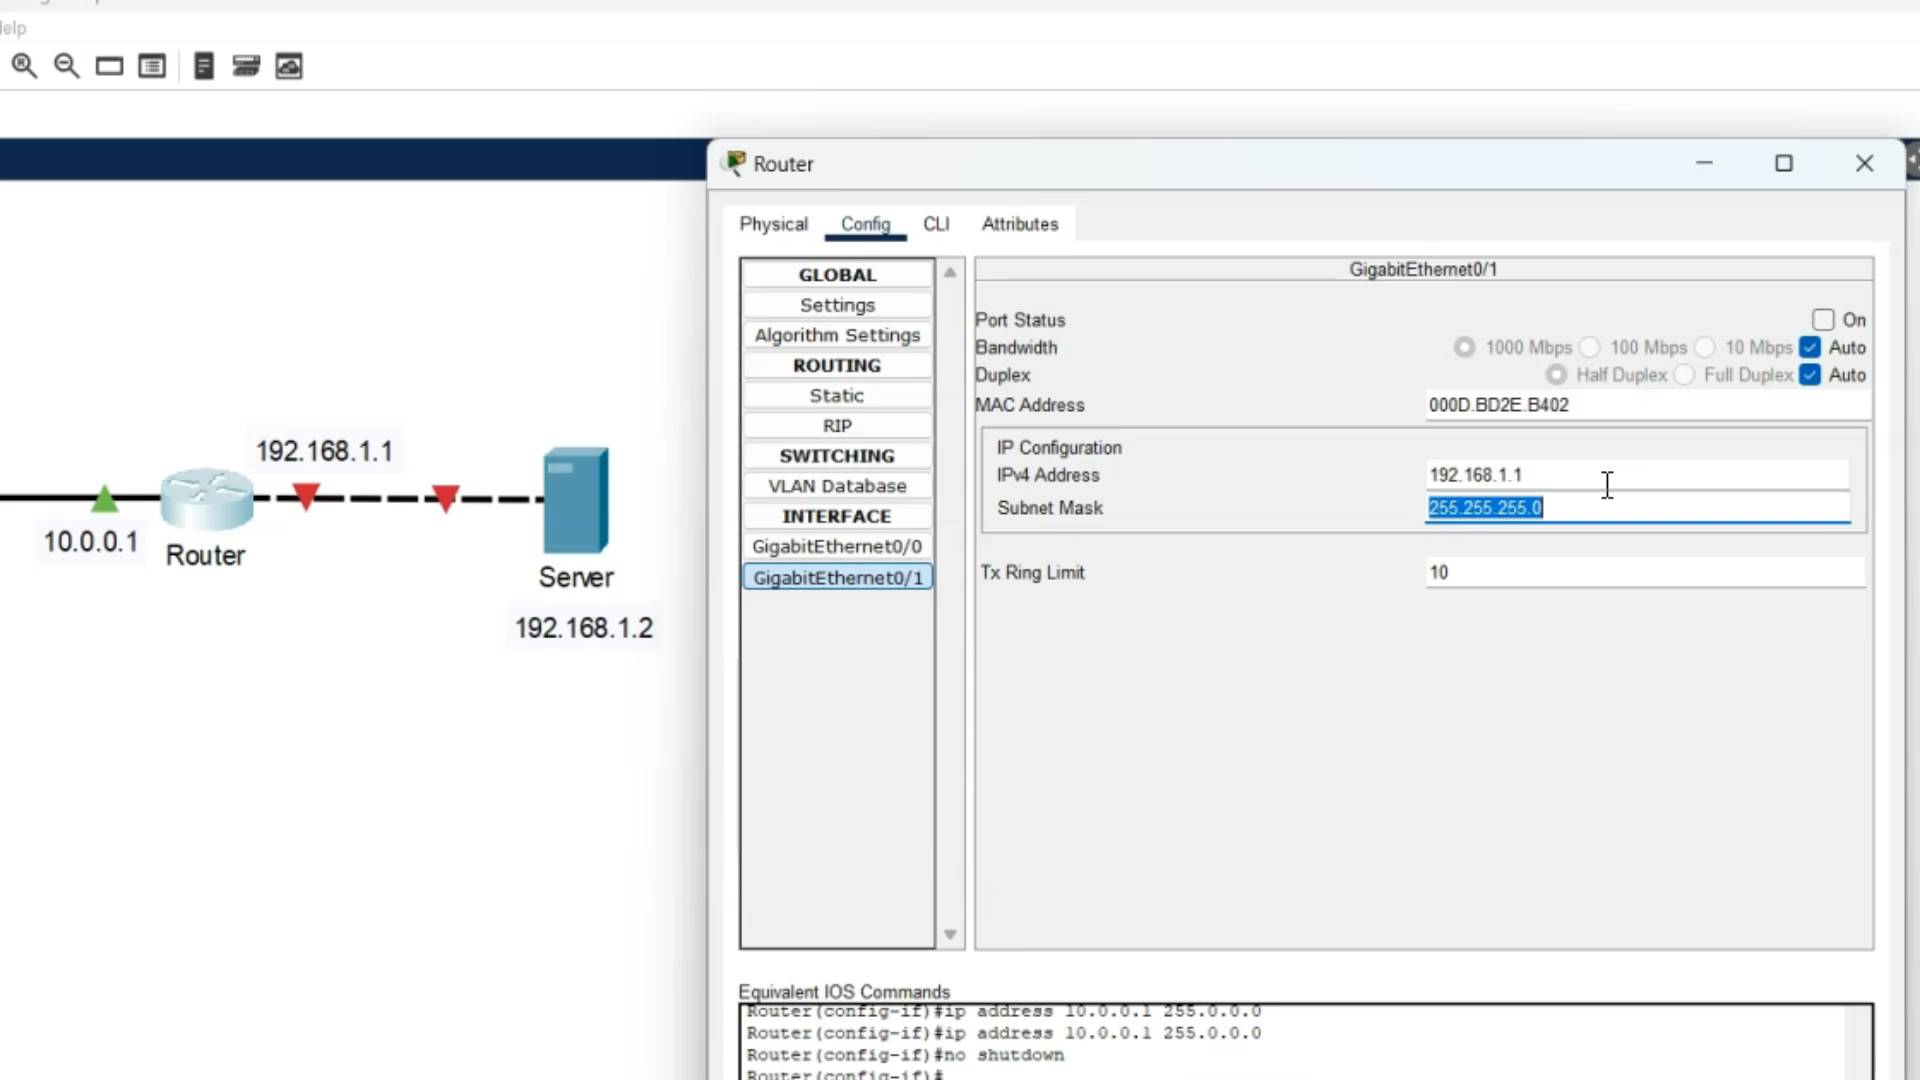 Help
Router
Physical Config CLI Attributes
GLOBAL
Settings
Algorithm Settings
ROUTING
Static
RIP
SWITCHING
VLAN Database
INTERFACE
GigabitEthernet0/0
GigabitEthernet0/1
GigabitEthernet0/1
Port Status On
Bandwidth 1000 Mbps 100 Mbps 10 Mbps Auto
Duplex Half Duplex Full Duplex Auto
MAC Address 000D.BD2E.B402
IP Configuration
IPv4 Address 192.168.1.1
Subnet Mask 255.255.255.0
Tx Ring Limit 10
192.168.1.1
10.0.0.1
Router
Server
192.168.1.2
Equivalent IOS Commands
Router(config-if)#ip address 10.0.0.1 255.0.0.0
Router(config-if)#ip address 10.0.0.1 255.0.0.0
Router(config-if)#no shutdown
Router(config-if)#